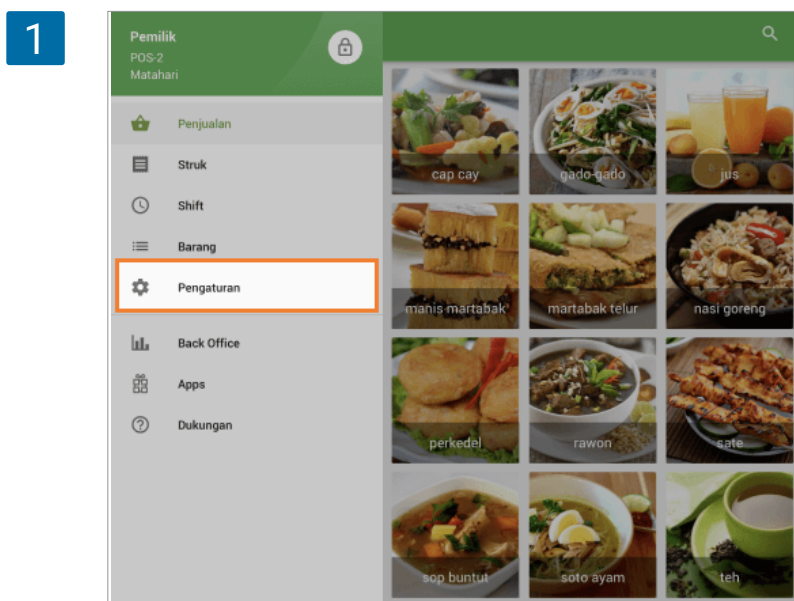 1
Pemilik
POS-2
Matahari
Penjualan
Struk
Shift
Barang
Pengaturan
Back Office
Apps
Dukungan
cap cay
gado-gado
jus
manis martabak
martabak telur
nasi goreng
perkedel
rawon
sate
sop buntut
soto ayam
teh